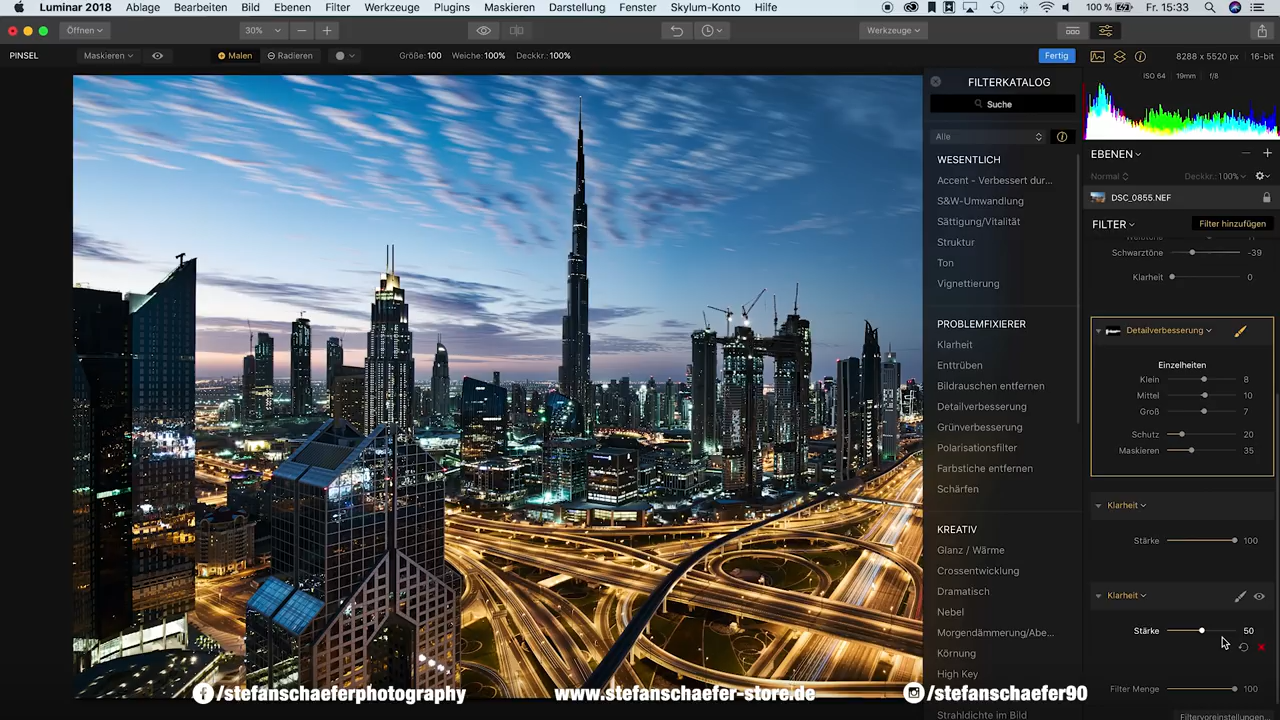 Luminar 2018 Ablage Bearbeiten Bild Ebenen Filter Werkzeuge Plugins Maskieren Darstellung Fenster Skylum-Konto Hilfe 100 % Fr. 15:33
Öffnen 30% Werkzeuge
PINSEL Maskieren Malen Radieren Größe:100 Weiche:100% Deckkr.:100% Fertig 8288 x 5520 px 16-bit
ISO 64 19mm f/8
FILTERKATALOG
Suche
Alle
WESENTLICH
Accent - Verbessert dur...
S&W-Umwandlung
Sättigung/Vitalität
Struktur
Ton
Vignettierung
PROBLEMFIXIERER
Klarheit
Enttrüben
Bildrauschen entfernen
Detailverbesserung
Grünverbesserung
Polarisationsfilter
Farbstiche entfernen
Schärfen
KREATIV
Glanz / Wärme
Crossentwicklung
Dramatisch
Nebel
Morgendämmerung/Abe...
Körnung
High Key
Strahldichte im Bild
EBENEN
Normal Deckkr.:100%
DSC_0855.NEF
FILTER Filter hinzufügen
Schwarztöne -39
Klarheit 0
Detailverbesserung
Einzelheiten
Klein 8
Mittel 10
Groß 7
Schutz 20
Maskieren 35
Klarheit
Stärke 100
Klarheit
Stärke 50
Filter Menge 100
Filtervoreinstellungen...
/stefanschaeferphotography www.stefanschaefer-store.de /stefanschaefer90